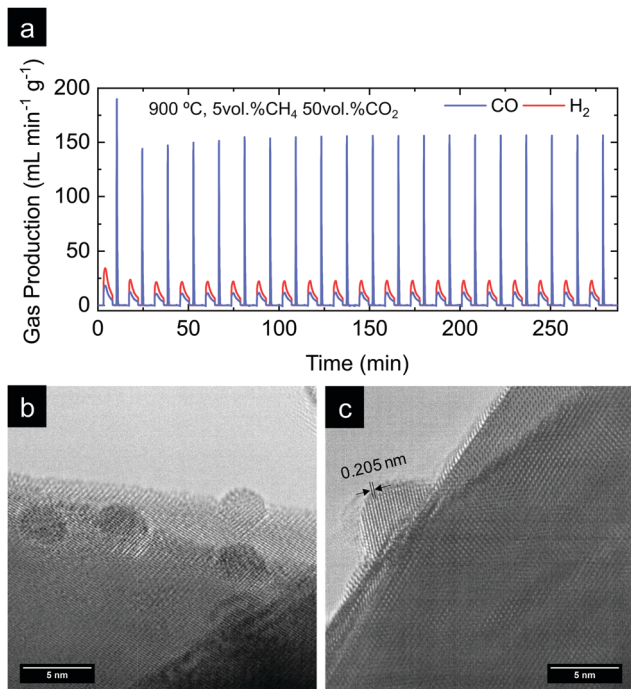 a
200
150
100
50
0
Gas Production (mL min⁻¹ g⁻¹)
900 ºC, 5vol.%CH₄ 50vol.%CO₂
CO
H₂
0 50 100 150 200 250
Time (min)
b
5 nm
c
0.205 nm
5 nm